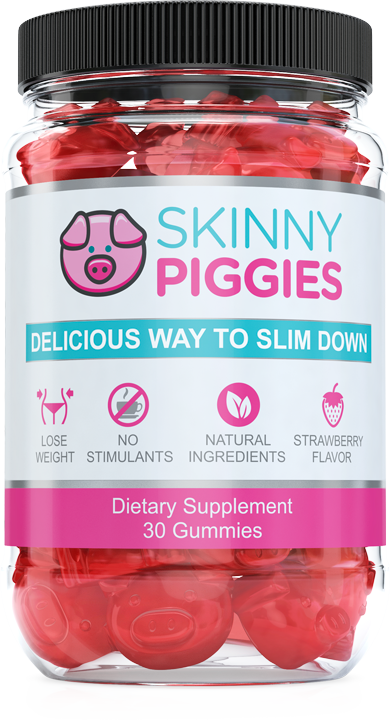 SKINNY
PIGGIES
DELICIOUS WAY TO SLIM DOWN
LOSE
WEIGHT
NO
STIMULANTS
NATURAL
INGREDIENTS
STRAWBERRY
FLAVOR
Dietary Supplement
30 Gummies